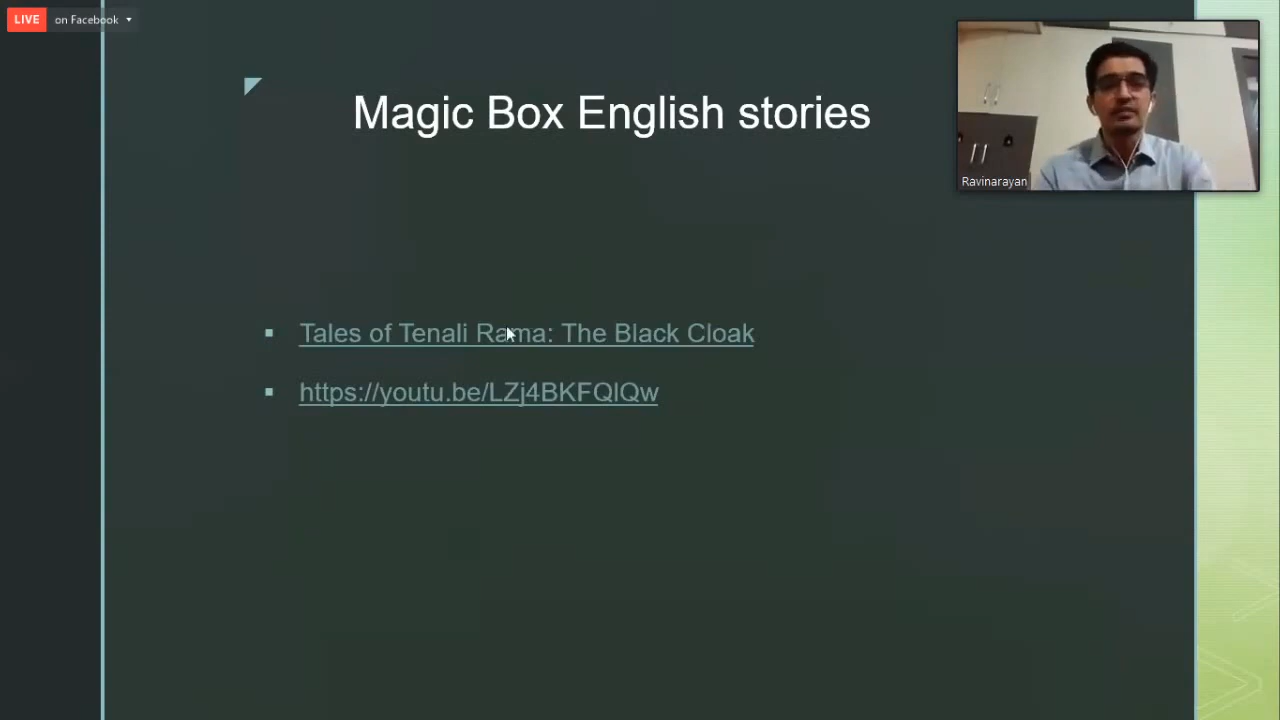 LIVE on Facebook
Magic Box English stories
Ravinarayan
Tales of Tenali Rama: The Black Cloak
https://youtu.be/LZj4BKFQlQw